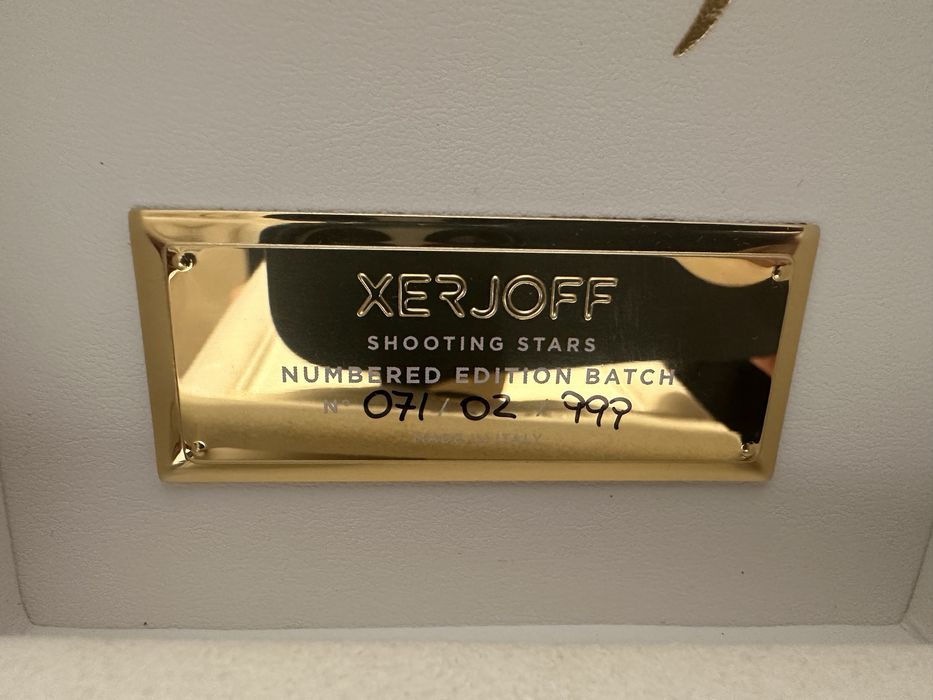 XERJOFF
SHOOTING STARS
NUMBERED EDITION BATCH
N° 071 / 02 x 999
MADE IN ITALY